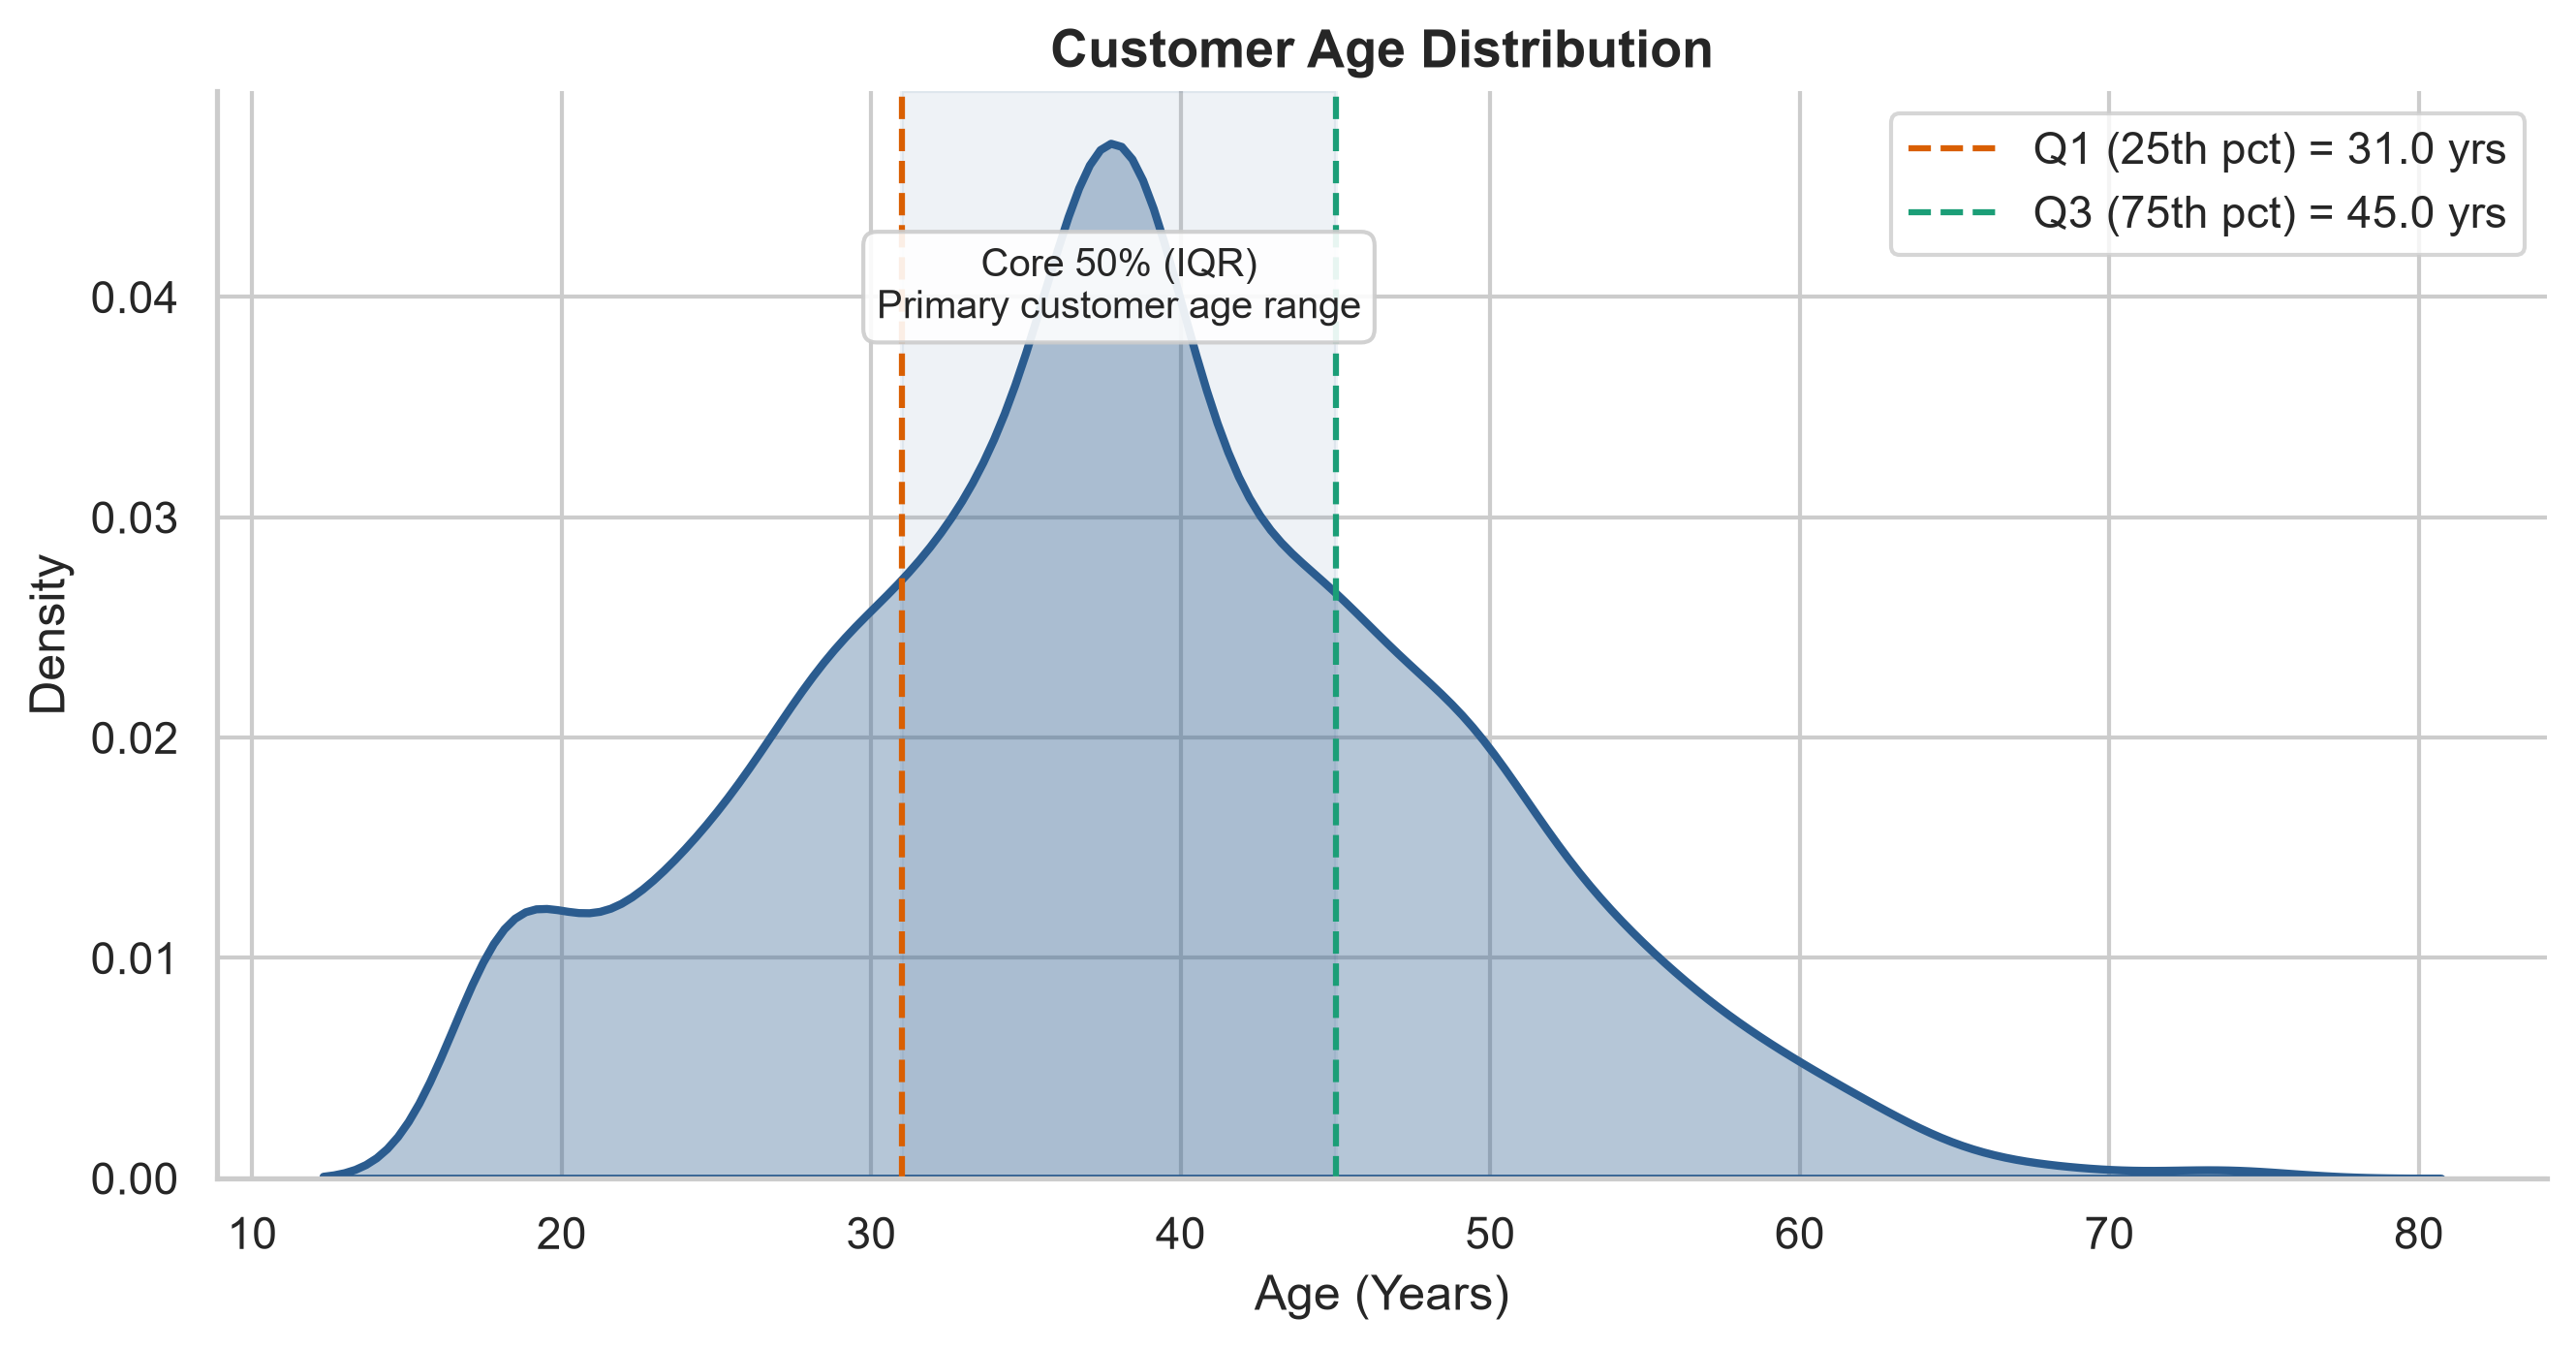 Customer Age Distribution
Q1 (25th pct) = 31.0 yrs
Q3 (75th pct) = 45.0 yrs
Core 50% (IQR)
Primary customer age range
Density
0.04
0.03
0.02
0.01
0.00
10 20 30 40 50 60 70 80
Age (Years)